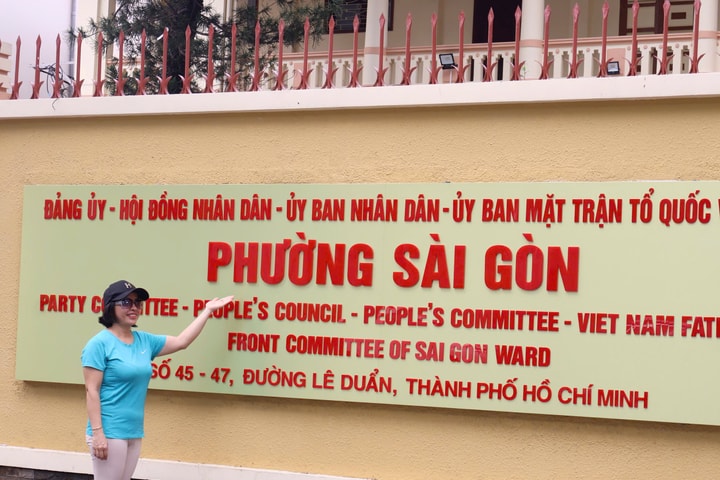 ĐẢNG ỦY - HỘI ĐỒNG NHÂN DÂN - ỦY BAN NHÂN DÂN - ỦY BAN MẶT TRẬN TỔ QUỐC
PHƯỜNG SÀI GÒN
PARTY COMMITTEE - PEOPLE'S COUNCIL - PEOPLE'S COMMITTEE - VIET NAM FATH
FRONT COMMITTEE OF SAI GON WARD
SỐ 45 - 47, ĐƯỜNG LÊ DUẨN, THÀNH PHỐ HỒ CHÍ MINH